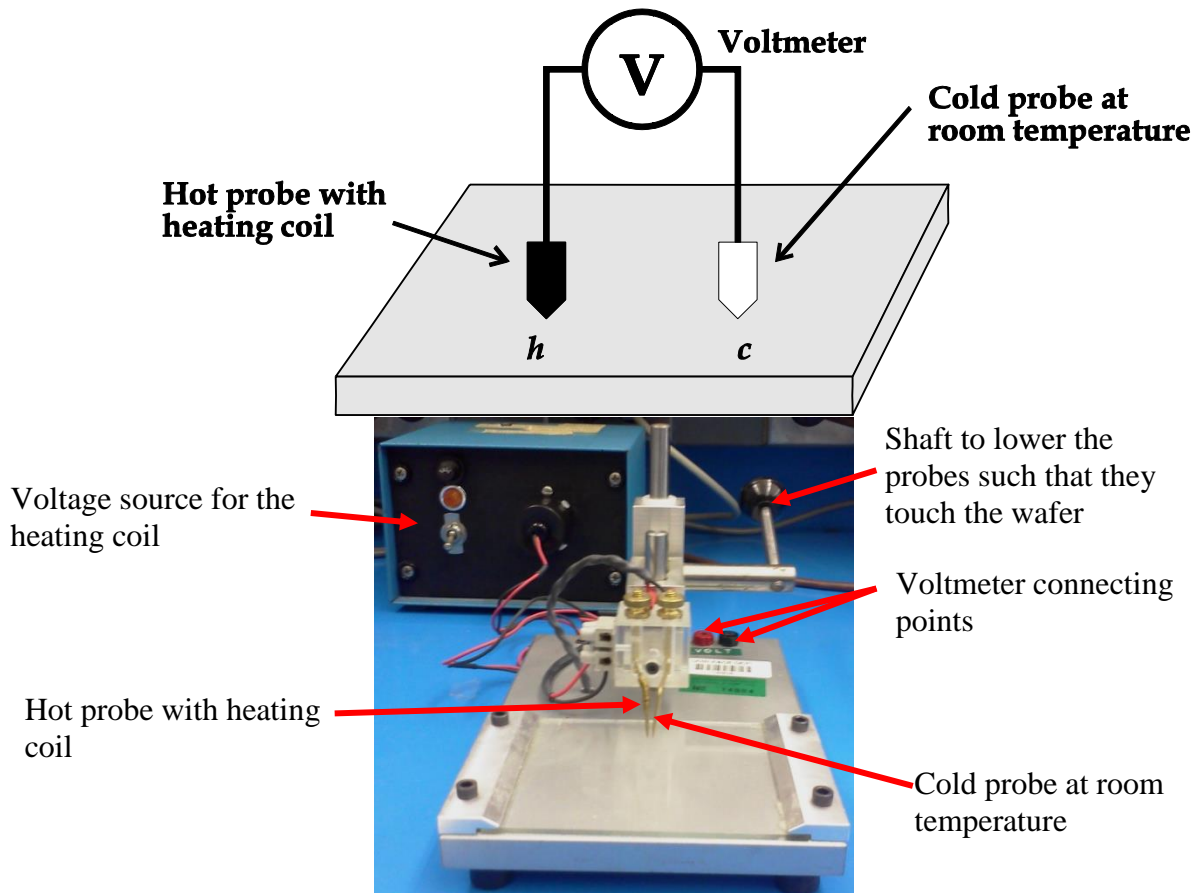 Voltmeter
V
Cold probe at
room temperature
Hot probe with
heating coil
h
c
Shaft to lower the
probes such that they
touch the wafer
Voltage source for the
heating coil
Voltmeter connecting
points
VOLT
Hot probe with heating
coil
Cold probe at room
temperature